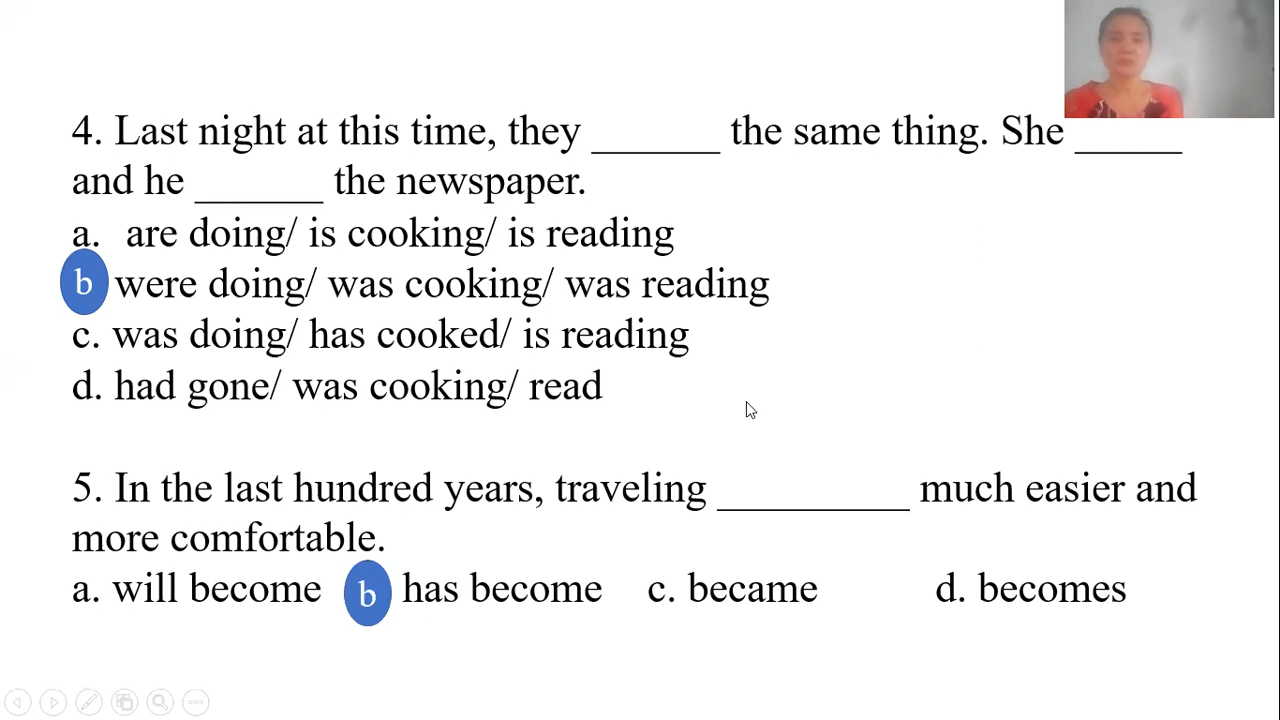 4. Last night at this time, they ______ the same thing. She _____
and he ______ the newspaper.
a. are doing/ is cooking/ is reading
b were doing/ was cooking/ was reading
c. was doing/ has cooked/ is reading
d. had gone/ was cooking/ read
5. In the last hundred years, traveling _________ much easier and
more comfortable.
a. will become b has become c. became d. becomes